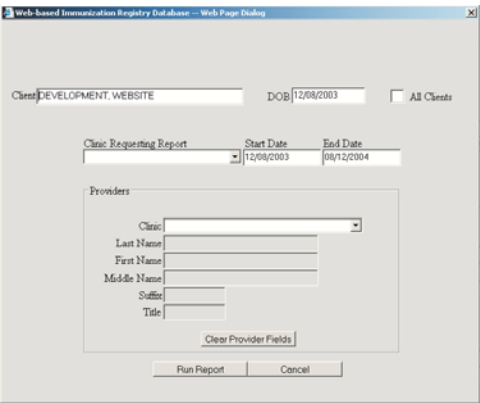 Web-based Immunization Registry Database -- Web Page Dialog
Client DEVELOPMENT, WEBSITE DOB 12/08/2003 All Clients
Clinic Requesting Report Start Date End Date
12/08/2003 08/12/2004
Providers
Clinic
Last Name
First Name
Middle Name
Suffix
Title
Clear Provider Fields
Run Report Cancel